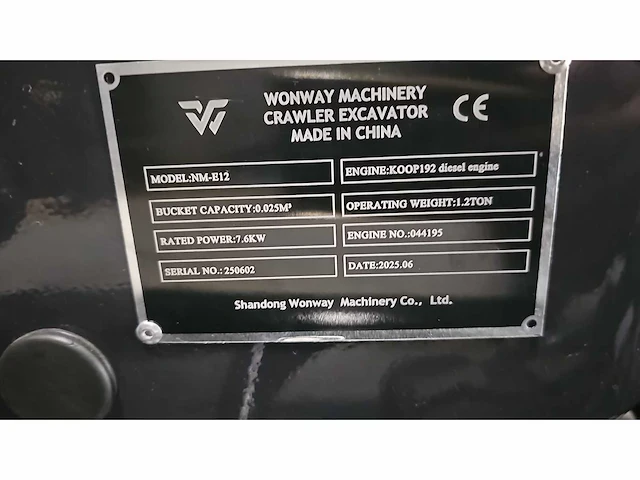 WONWAY MACHINERY
CRAWLER EXCAVATOR
MADE IN CHINA
CE
MODEL:NM-E12
ENGINE:KOOP192 diesel engine
BUCKET CAPACITY:0.025M³
OPERATING WEIGHT:1.2TON
RATED POWER:7.6KW
ENGINE NO.:044195
SERIAL NO.:250602
DATE:2025.06
Shandong Wonway Machinery Co., Ltd.